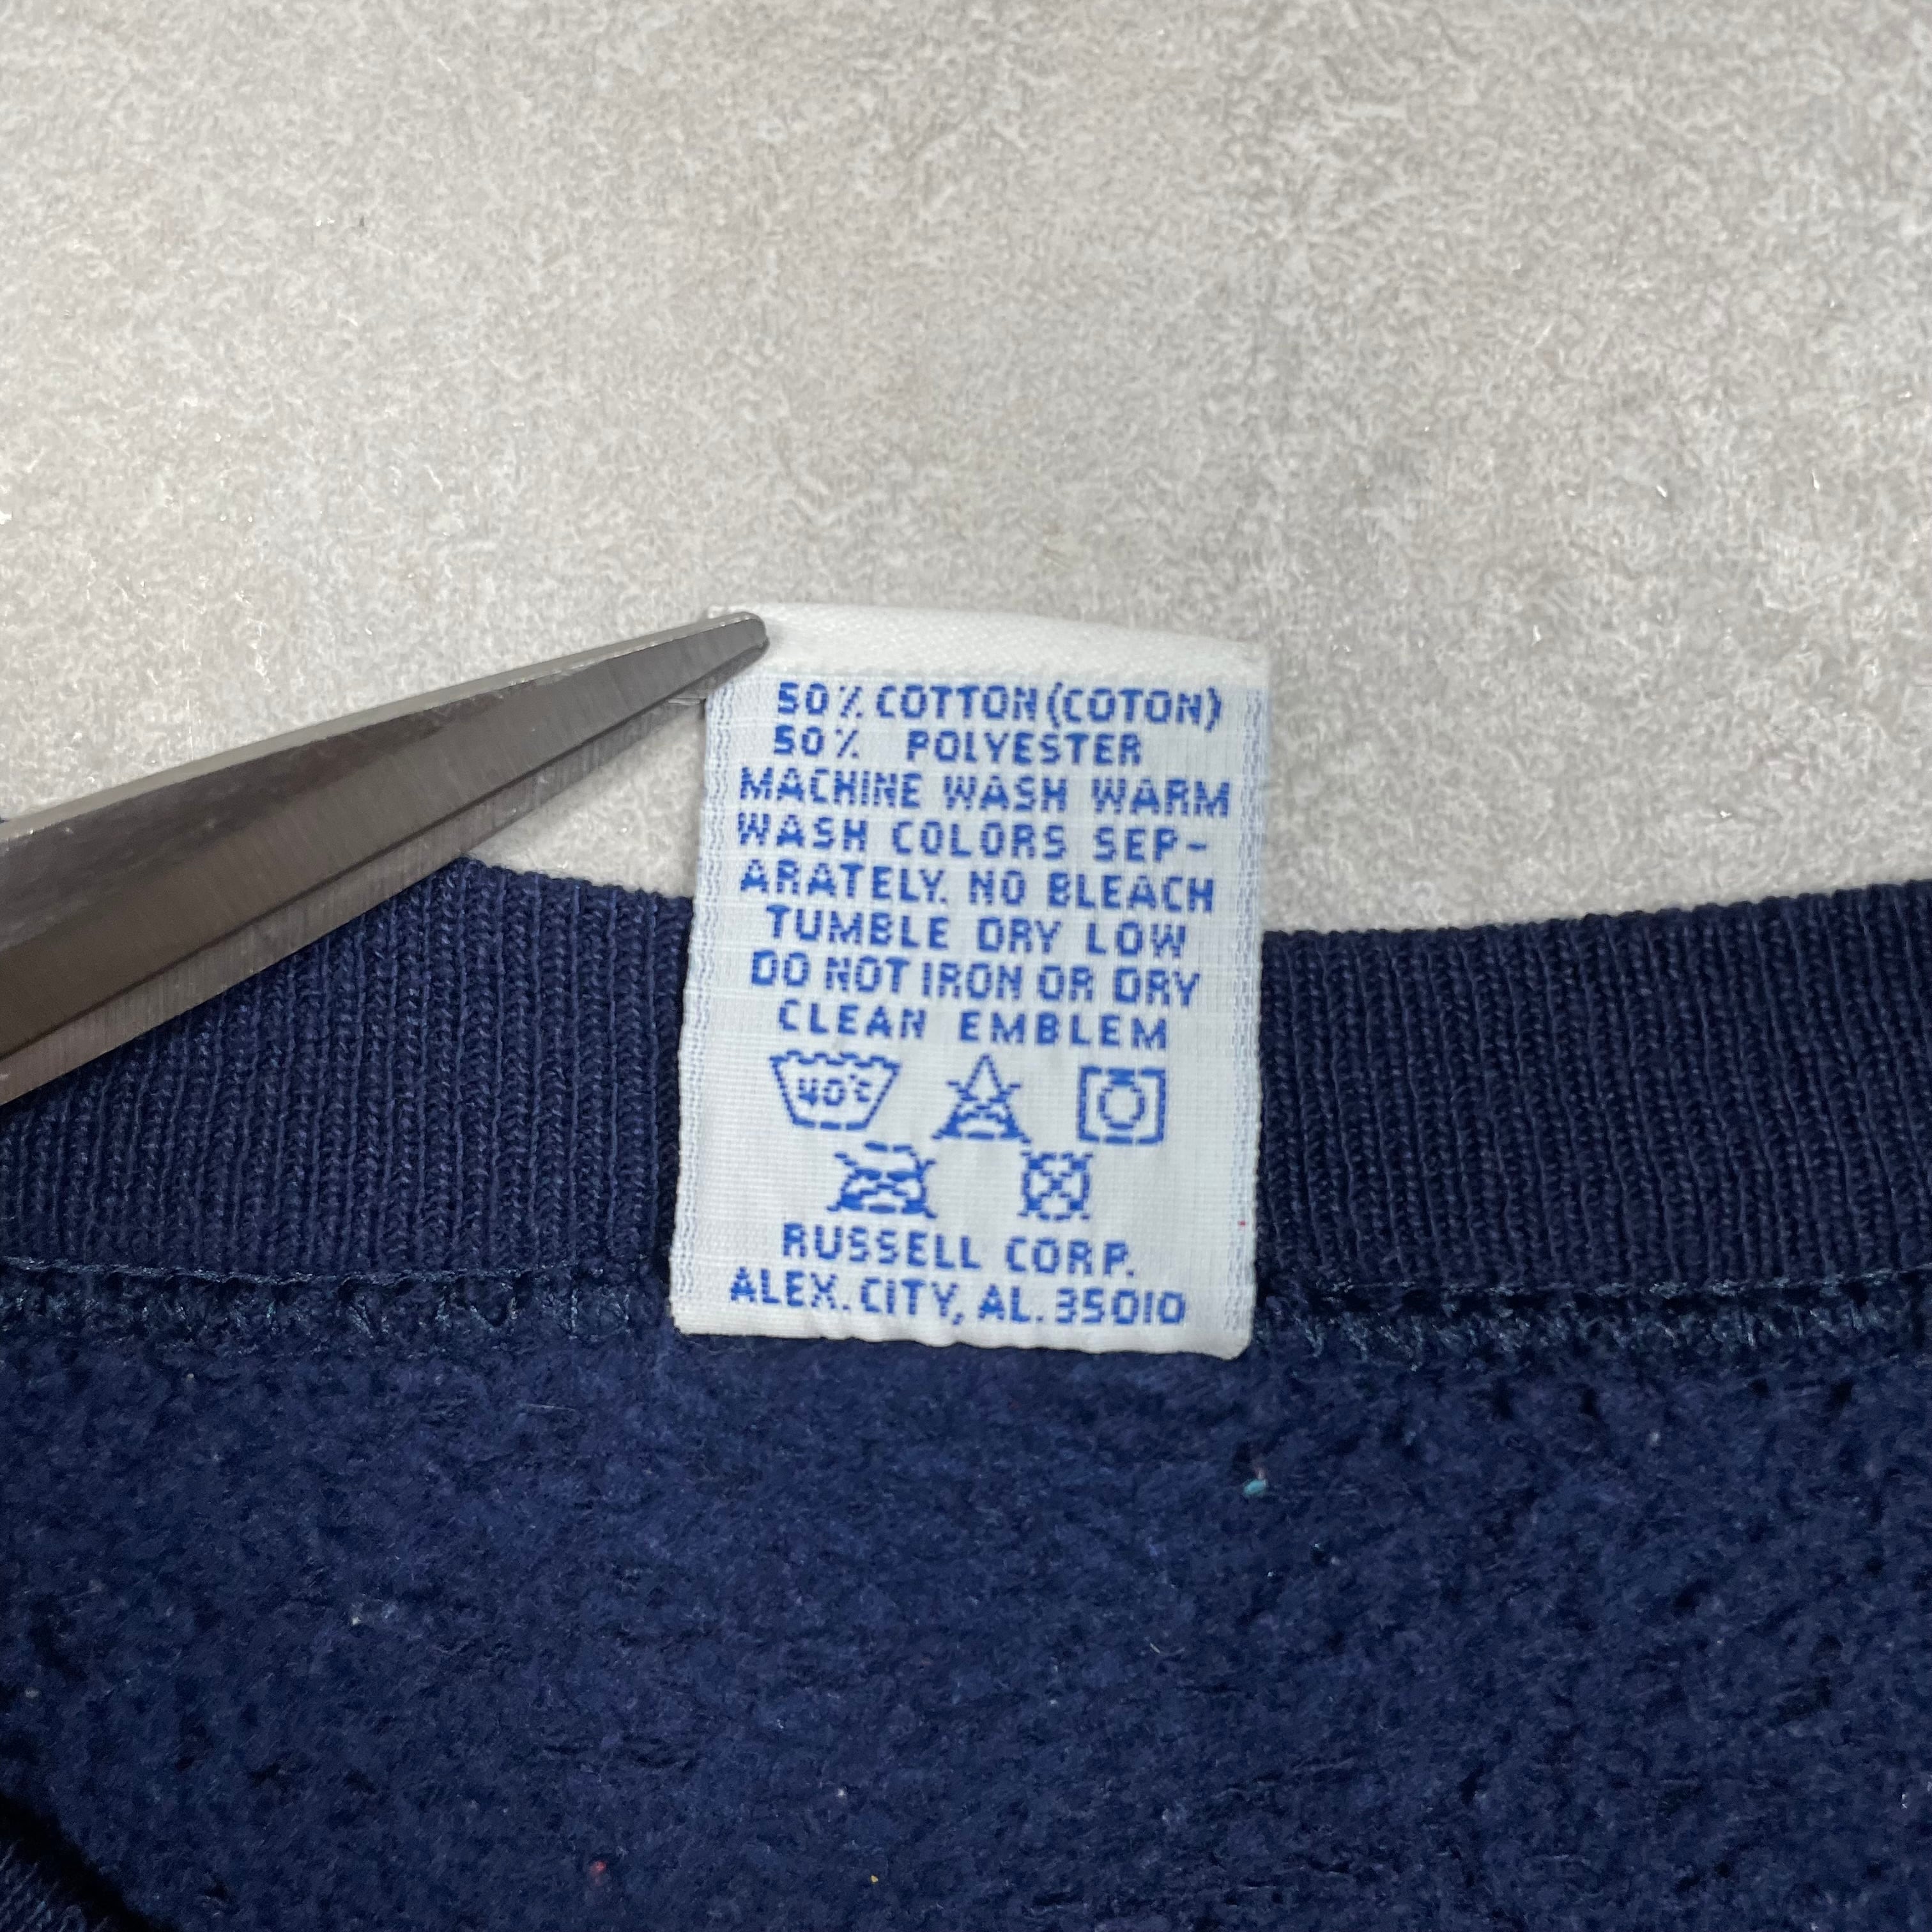 50% COTTON (COTON)
50% POLYESTER
MACHINE WASH WARM
WASH COLORS SEP-
ARATELY. NO BLEACH
TUMBLE DRY LOW
DO NOT IRON OR DRY
CLEAN EMBLEM
40°C
RUSSELL CORP.
ALEX. CITY, AL. 35010